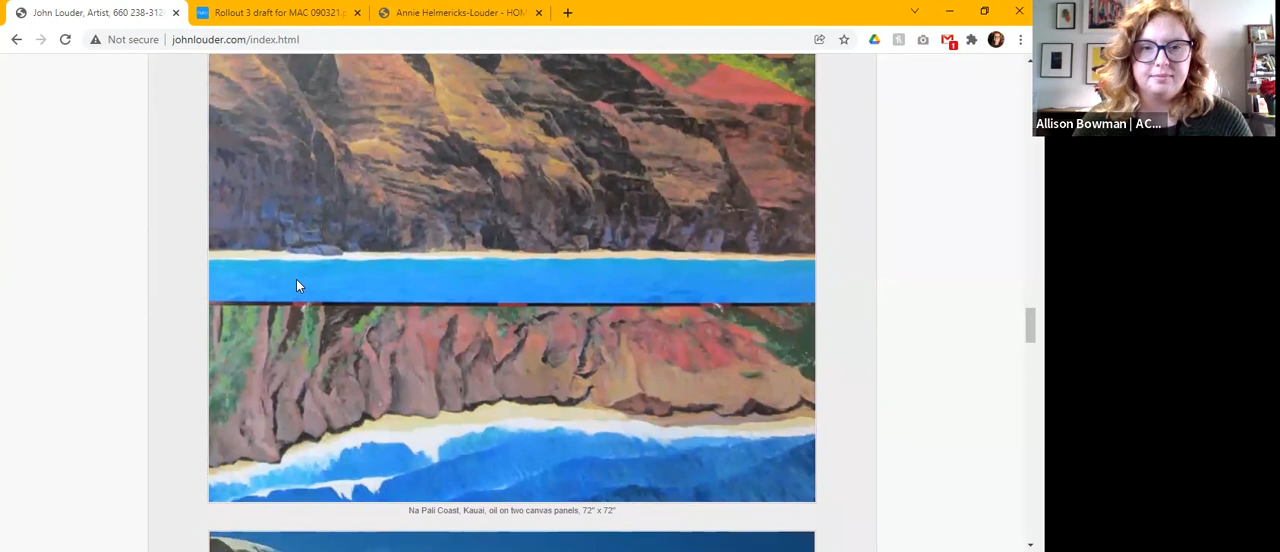 John Louder, Artist, 660 238-312
Rollout 3 draft for MAC 090321.p
Annie Helmericks-Louder - HOM
Not secure
johnlouder.com/index.html
1
Allison Bowman | AC...
Na Pali Coast, Kauai, oil on two canvas panels, 72" x 72"